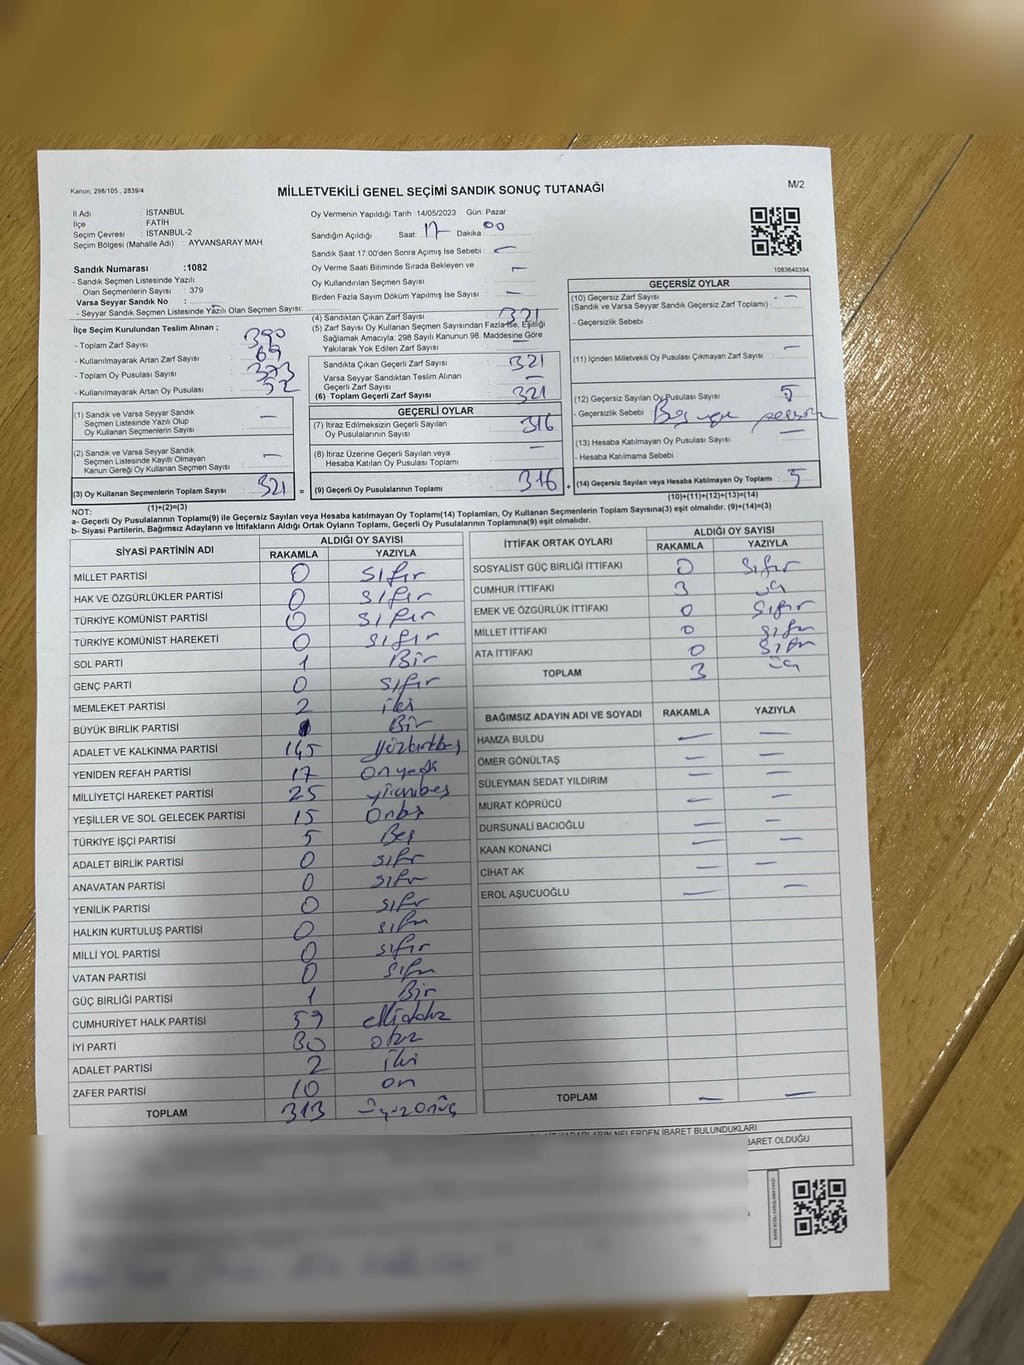 Kanun: 298/105 , 2839/4
MİLLETVEKİLİ GENEL SEÇİMİ SANDIK SONUÇ TUTANAĞI
M/2
İl Adı : İSTANBUL
İlçe : FATİH
Seçim Çevresi : İSTANBUL-2
Seçim Bölgesi (Mahalle Adı) : AYVANSARAY MAH.
Oy Vermenin Yapıldığı Tarih :14/05/2023 Gün: Pazar
Sandığın Açıldığı Saat: 17 Dakika: 00
Sandık Saat 17.00'den Sonra Açımış İse Sebebi : —
Oy Verme Saati Bitiminde Sırada Bekleyen ve
Oy Kullandırılan Seçmen Sayısı : —
Birden Fazla Sayım Döküm Yapılmış İse Sayısı : —
1083640394
Sandık Numarası :1082
- Sandık Seçmen Listesinde Yazılı
Olan Seçmenlerin Sayısı : 379
Varsa Seyyar Sandık No :
- Seyyar Sandık Seçmen Listesinde Yazılı Olan Seçmen Sayısı:
İlçe Seçim Kurulundan Teslim Alınan ;
- Toplam Zarf Sayısı : 390
- Kullanılmayarak Artan Zarf Sayısı : 69
- Toplam Oy Pusulası Sayısı : 373
- Kullanılmayarak Artan Oy Pusulası : 52
(1) Sandık ve Varsa Seyyar Sandık
Seçmen Listesinde Yazılı Olup
Oy Kullanan Seçmenlerin Sayısı : —
(2) Sandık ve Varsa Seyyar Sandık
Seçmen Listesinde Kayıtlı Olmayan
Kanun Gereği Oy Kullanan Seçmen Sayısı : —
(3) Oy Kullanan Seçmenlerin Toplam Sayısı : 321
(1)+(2)=(3)
(4) Sandıktan Çıkan Zarf Sayısı : 321
(5) Zarf Sayısı Oy Kullanan Seçmen Sayısından Fazla İse, Eşitliği
Sağlamak Amacıyla; 298 Sayılı Kanunun 98. Maddesine Göre
Yakılarak Yok Edilen Zarf Sayısı : —
Sandıkta Çıkan Geçerli Zarf Sayısı : 321
Varsa Seyyar Sandıktan Teslim Alınan
Geçerli Zarf Sayısı : —
(6) Toplam Geçerli Zarf Sayısı : 321
GEÇERLİ OYLAR
(7) İtiraz Edilmeksizin Geçerli Sayılan
Oy Pusulalarının Sayısı : 316
(8) İtiraz Üzerine Geçerli Sayılan veya
Hesaba Katılan Oy Pusulası Toplamı : —
= (9) Geçerli Oy Pusulalarının Toplamı : 316
GEÇERSİZ OYLAR
(10) Geçersiz Zarf Sayısı : —
(Sandık ve Varsa Seyyar Sandık Geçersiz Zarf Toplamı) :
- Geçersizlik Sebebi :
(11) İçinden Milletvekili Oy Pusulası Çıkmayan Zarf Sayısı : —
(12) Geçersiz Sayılan Oy Pusulası Sayısı : 5
- Geçersizlik Sebebi :
(13) Hesaba Katılmayan Oy Pusulası Sayısı : —
- Hesaba Katılmama Sebebi :
+ (14) Geçersiz Sayılan veya Hesaba Katılmayan Oy Toplamı : 5
(10)+(11)+(12)+(13)=(14)
NOT:
a- Geçerli Oy Pusulalarının Toplamı(9) ile Geçersiz Sayılan veya Hesaba katılmayan Oy Toplamı(14) Toplamları, Oy Kullanan Seçmenlerin Toplam Sayısına(3) eşit olmalıdır. (9)+(14)=(3)
b- Siyasi Partilerin, Bağımsız Adayların ve İttifakların Aldığı Ortak Oyların Toplamı, Geçerli Oy Pusulalarının Toplamına(9) eşit olmalıdır.
SİYASİ PARTİNİN ADI ALDIĞI OY SAYISI
RAKAMLA YAZIYLA
MİLLET PARTİSİ 0 sıfır
HAK VE ÖZGÜRLÜKLER PARTİSİ 0 sıfır
TÜRKİYE KOMÜNİST PARTİSİ 0 sıfır
TÜRKİYE KOMÜNİST HAREKETİ 0 sıfır
SOL PARTİ 1 Bir
GENÇ PARTİ 0 sıfır
MEMLEKET PARTİSİ 2 iki
BÜYÜK BİRLİK PARTİSİ 1 Bir
ADALET VE KALKINMA PARTİSİ 145 yüzkırkbeş
YENİDEN REFAH PARTİSİ 17 onyedi
MİLLİYETÇİ HAREKET PARTİSİ 25 yirmibeş
YEŞİLLER VE SOL GELECEK PARTİSİ 15 Onbeş
TÜRKİYE İŞÇİ PARTİSİ 5 Beş
ADALET BİRLİK PARTİSİ 0 sıfır
ANAVATAN PARTİSİ 0 sıfır
YENİLİK PARTİSİ 0 sıfır
HALKIN KURTULUŞ PARTİSİ 0 sıfır
MİLLİ YOL PARTİSİ 0 sıfır
VATAN PARTİSİ 0 sıfır
GÜÇ BİRLİĞİ PARTİSİ 1 Bir
CUMHURİYET HALK PARTİSİ 59 ellidokuz
İYİ PARTİ 30 otuz
ADALET PARTİSİ 2 iki
ZAFER PARTİSİ 10 on
TOPLAM 313 üçyüzonüç
İTTİFAK ORTAK OYLARI ALDIĞI OY SAYISI
RAKAMLA YAZIYLA
SOSYALİST GÜÇ BİRLİĞİ İTTİFAKI 0 sıfır
CUMHUR İTTİFAKI 3 üç
EMEK VE ÖZGÜRLÜK İTTİFAKI 0 sıfır
MİLLET İTTİFAKI 0 sıfır
ATA İTTİFAKI 0 sıfır
TOPLAM 3 üç
BAĞIMSIZ ADAYIN ADI VE SOYADI RAKAMLA YAZIYLA
HAMZA BULDU — —
ÖMER GÖNÜLTAŞ — —
SÜLEYMAN SEDAT YILDIRIM — —
MURAT KÖPRÜCÜ — —
DURSUNALİ BACIOĞLU — —
KAAN KONANCİ — —
CİHAT AK — —
EROL AŞUCUOĞLU — —
TOPLAM — —
KARARLARIN NELERDEN İBARET BULUNDUKLARI
İBARET OLDUĞU